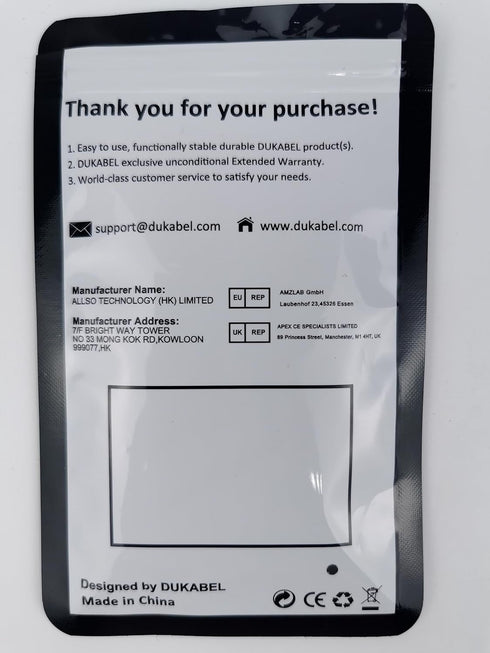 Thank you for your purchase!
1. Easy to use, functionally stable durable DUKABEL product(s).
2. DUKABEL exclusive unconditional Extended Warranty.
3. World-class customer service to satisfy your needs.
support@dukabel.com www.dukabel.com
Manufacturer Name:
ALLSO TECHNOLOGY (HK) LIMITED
Manufacturer Address:
7/F BRIGHT WAY TOWER
NO 33 MONG KOK RD,KOWLOON
999077,HK
EU REP
AMZLAB GmbH
Laubenhof 23,45326 Essen
UK REP
APEX CE SPECIALISTS LIMITED
89 Princess Street, Manchester, M1 4HT, UK
Designed by DUKABEL
Made in China
CE